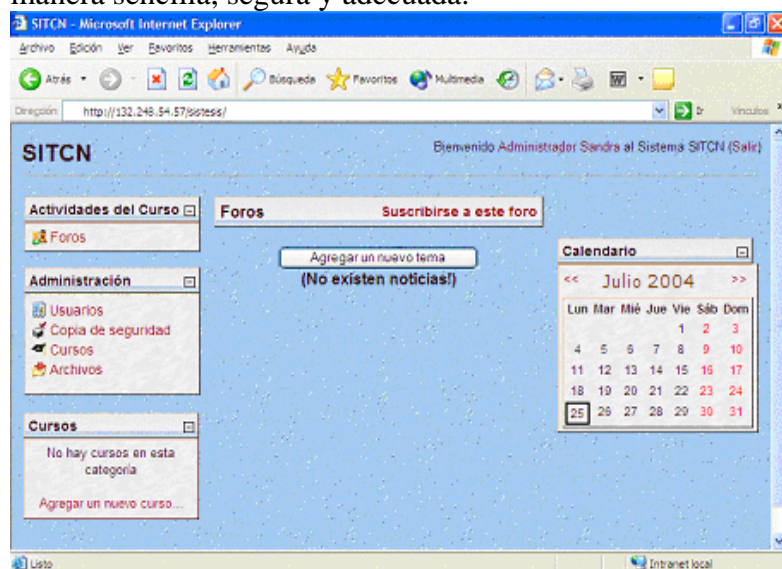 manera sencilla, segura y adecuada.
SITCN - Microsoft Internet Explorer
Archivo Edición Ver Favoritos Herramientas Ayuda
Atrás Búsqueda Favoritos Multimedia
Dirección http://132.248.54.57/sistesis/ Ir Vínculos
SITCN
Bienvenido Administrador Sandra al Sistema SITCN (Salir)
Actividades del Curso
Foros
Administración
Usuarios
Copia de seguridad
Cursos
Archivos
Cursos
No hay cursos en esta
categoría
Agregar un nuevo curso...
Foros Suscribirse a este foro
Agregar un nuevo tema
(No existen noticias!)
Calendario
<< Julio 2004 >>
Lun Mar Mié Jue Vie Sáb Dom
1 2 3
4 5 6 7 8 9 10
11 12 13 14 15 16 17
18 19 20 21 22 23 24
25 26 27 28 29 30 31
Listo Intranet local